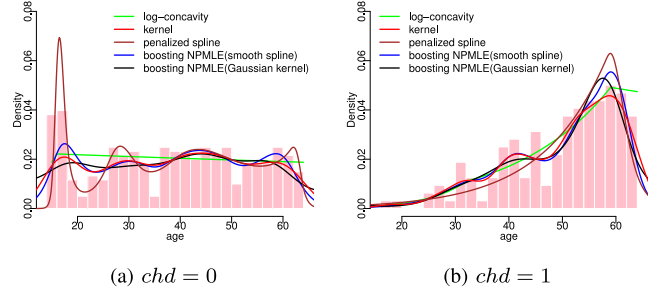 0.08
0.06
0.04
0.02
0.00
Density
log−concavity
kernel
penalized spline
boosting NPMLE(smooth spline)
boosting NPMLE(Gaussian kernel)
20 30 40 50 60
age
(a) chd = 0
0.08
0.06
0.04
0.02
0.00
Density
log−concavity
kernel
penalized spline
boosting NPMLE(smooth spline)
boosting NPMLE(Gaussian kernel)
20 30 40 50 60
age
(b) chd = 1